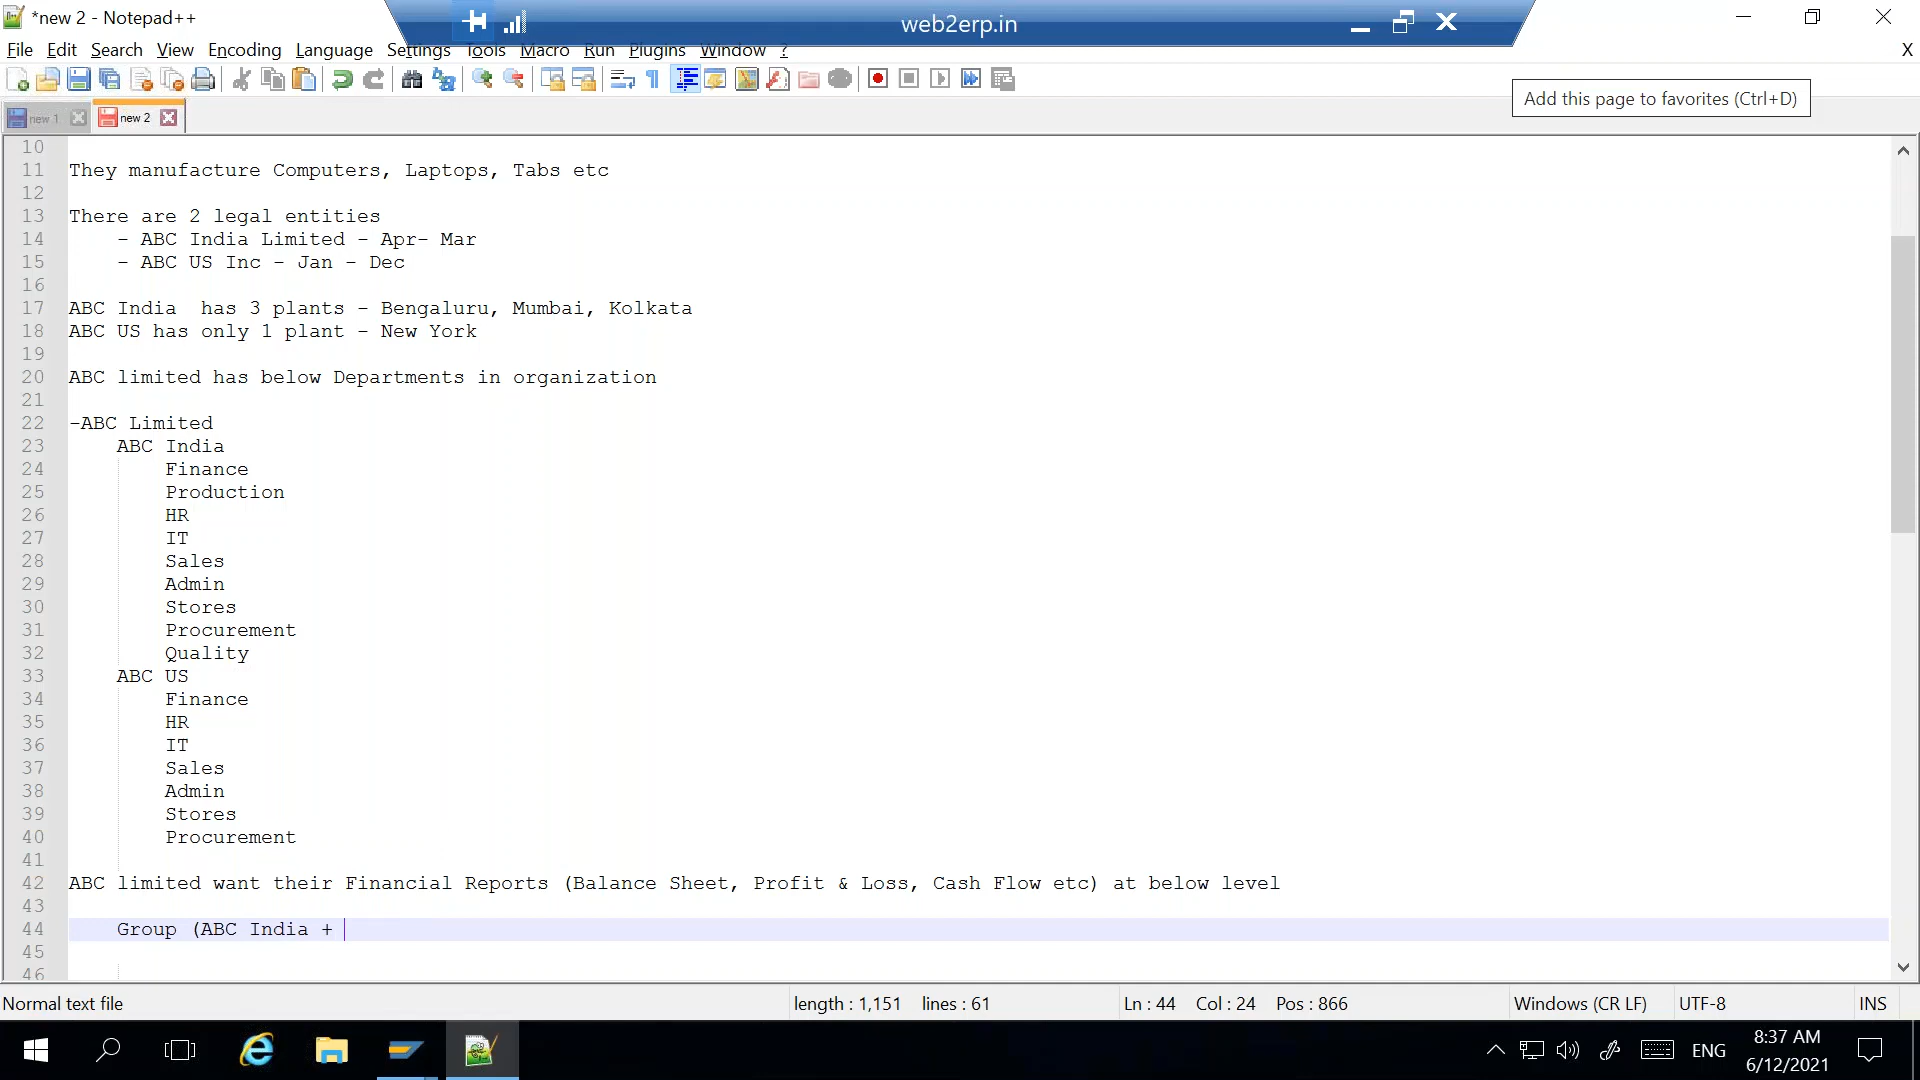 *new 2 - Notepad++
web2erp.in
File Edit Search View Encoding Language Settings Tools Macro Run Plugins Window ?
X
Add this page to favorites (Ctrl+D)
new 1
new 2
10
11 They manufacture Computers, Laptops, Tabs etc
12
13 There are 2 legal entities
14 - ABC India Limited - Apr- Mar
15 - ABC US Inc - Jan - Dec
16
17 ABC India  has 3 plants - Bengaluru, Mumbai, Kolkata
18 ABC US has only 1 plant - New York
19
20 ABC limited has below Departments in organization
21
22 -ABC Limited
23 ABC India
24 Finance
25 Production
26 HR
27 IT
28 Sales
29 Admin
30 Stores
31 Procurement
32 Quality
33 ABC US
34 Finance
35 HR
36 IT
37 Sales
38 Admin
39 Stores
40 Procurement
41
42 ABC limited want their Financial Reports (Balance Sheet, Profit & Loss, Cash Flow etc) at below level
43
44 Group (ABC India +
45
46
Normal text file length : 1,151 lines : 61 Ln : 44 Col : 24 Pos : 866 Windows (CR LF) UTF-8 INS
ENG
8:37 AM
6/12/2021